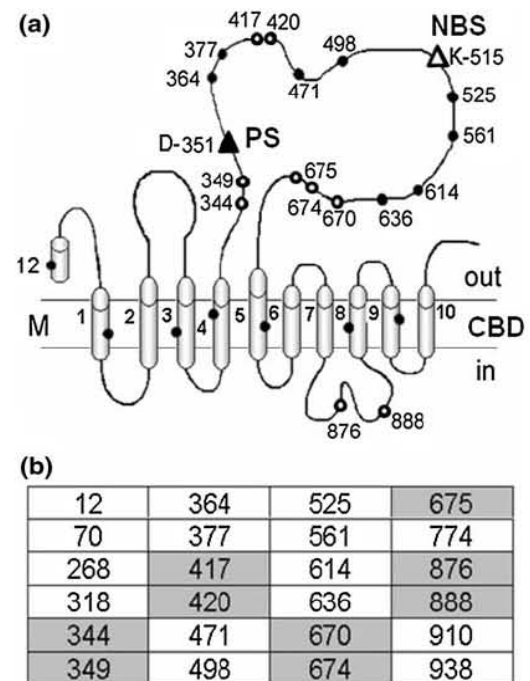 (a)
417 420
NBS
377
498
K-515
364
471
525
D-351 PS
561
349
675
344
674
670
636
614
12
out
M
1 2 3 4 5 6 7 8 9 10
CBD
in
876
888
(b)
12 364 525 675
70 377 561 774
268 417 614 876
318 420 636 888
344 471 670 910
349 498 674 938